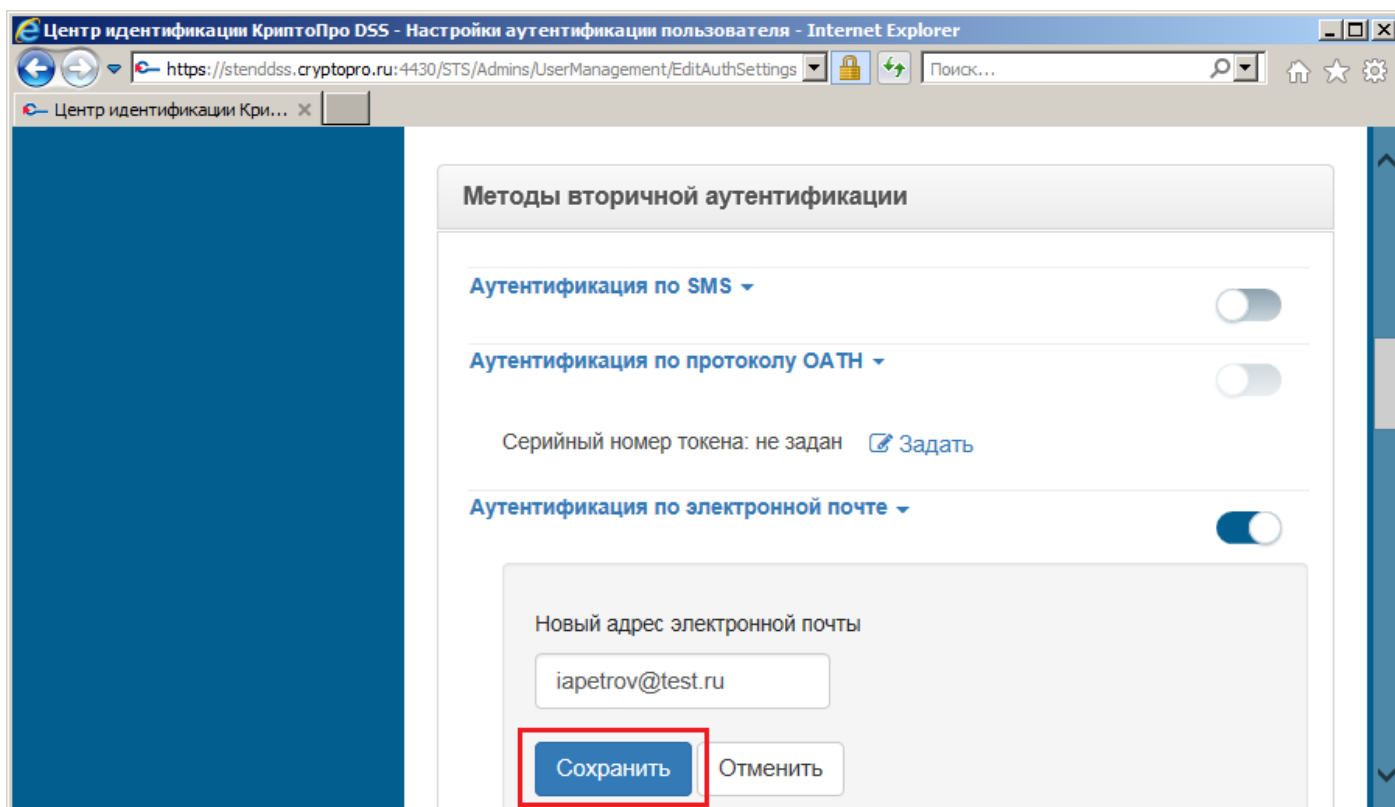 Центр идентификации КриптоПро DSS - Настройки аутентификации пользователя - Internet Explorer
https://stenddss.cryptopro.ru:4430/STS/Admins/UserManagement/EditAuthSettings Поиск...
Центр идентификации Кри...
Методы вторичной аутентификации
Аутентификация по SMS
Аутентификация по протоколу OATH
Серийный номер токена: не задан Задать
Аутентификация по электронной почте
Новый адрес электронной почты
iapetrov@test.ru
Сохранить Отменить